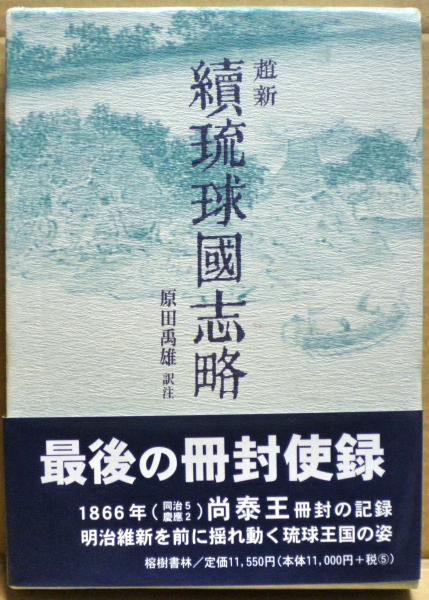 趙新
續琉球國志略
原田禹雄 訳注
最後の冊封使録
1866年(同治5 慶應2)尚泰王冊封の記録
明治維新を前に揺れ動く琉球王国の姿
榕樹書林/定価11,550円(本体11,000円+税⑤)